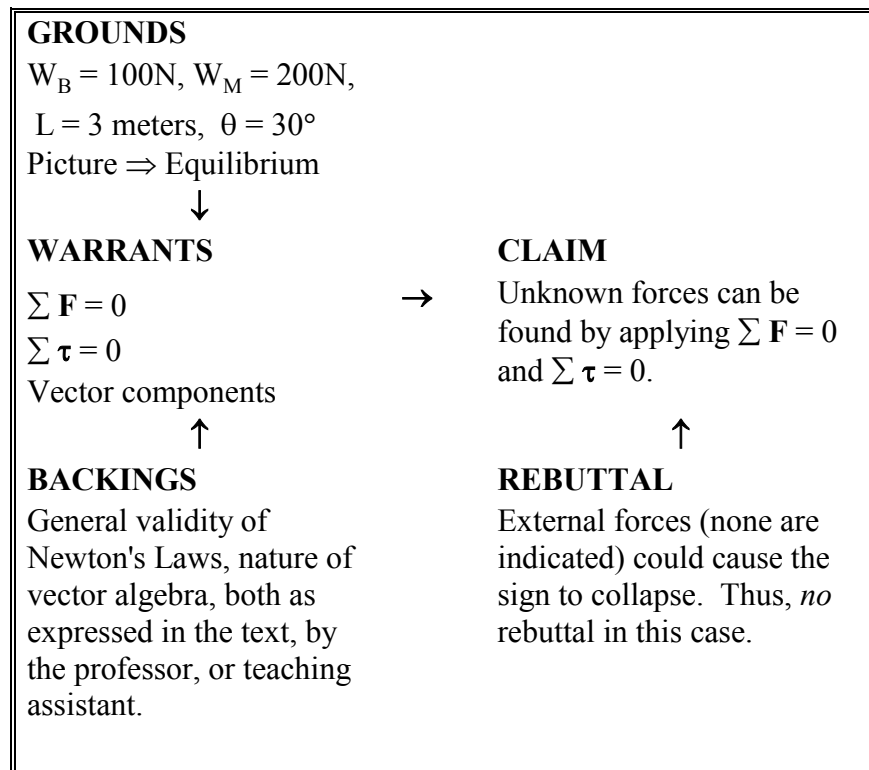 GROUNDS
W_B = 100N, W_M = 200N,
L = 3 meters, θ = 30°
Picture ⇒ Equilibrium
↓
WARRANTS
∑ F = 0
∑ τ = 0
Vector components
→
CLAIM
Unknown forces can be
found by applying ∑ F = 0
and ∑ τ = 0.
↑
BACKINGS
General validity of
Newton's Laws, nature of
vector algebra, both as
expressed in the text, by
the professor, or teaching
assistant.
↑
REBUTTAL
External forces (none are
indicated) could cause the
sign to collapse. Thus, no
rebuttal in this case.